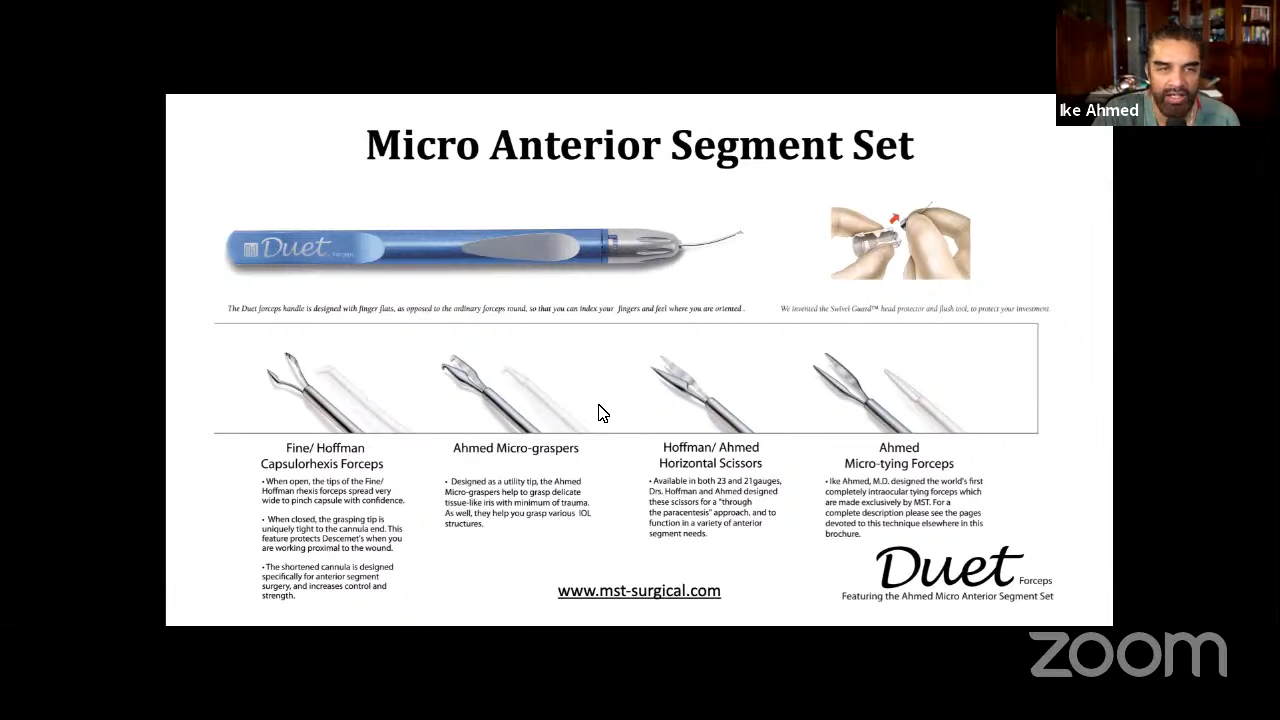 Ike Ahmed
Micro Anterior Segment Set
Duet Forceps
The Duet forceps handle is designed with finger flats, as opposed to the ordinary forceps round, so that you can index your fingers and feel where you are oriented .
We invented the Swivel Guard™ head protector and flush tool, to protect your investment.
Fine/ Hoffman
Capsulorhexis Forceps
• When open, the tips of the Fine/
Hoffman rhexis forceps spread very
wide to pinch capsule with confidence.
• When closed, the grasping tip is
uniquely tight to the cannula end. This
feature protects Descemet's when you
are working proximal to the wound.
• The shortened cannula is designed
specifically for anterior segment
surgery, and increases control and
strength.
Ahmed Micro-graspers
• Designed as a utility tip, the Ahmed
Micro-graspers help to grasp delicate
tissue-like iris with minimum of trauma.
As well, they help you grasp various IOL
structures.
Hoffman/ Ahmed
Horizontal Scissors
• Available in both 23 and 21gauges,
Drs. Hoffman and Ahmed designed
these scissors for a "through
the paracentesis" approach, and to
function in a variety of anterior
segment needs.
Ahmed
Micro-tying Forceps
• Ike Ahmed, M.D. designed the world's first
completely intraocular tying forceps which
are made exclusively by MST. For a
complete description please see the pages
devoted to this technique elsewhere in this
brochure.
www.mst-surgical.com
Duet Forceps
Featuring the Ahmed Micro Anterior Segment Set
zoom